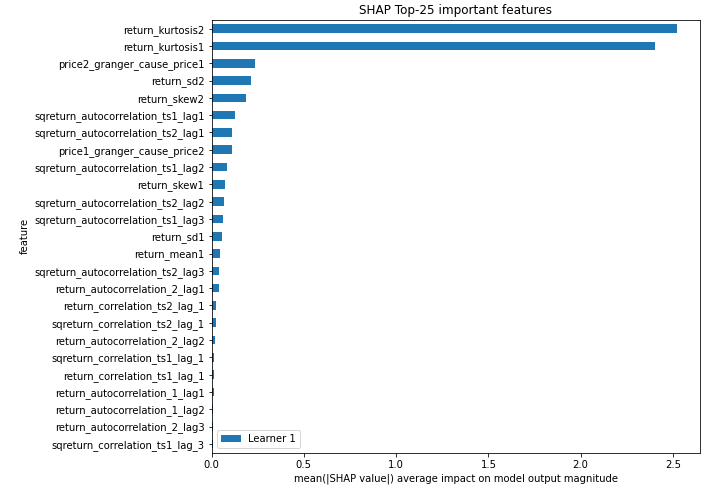 SHAP Top-25 important features
return_kurtosis2
return_kurtosis1
price2_granger_cause_price1
return_sd2
return_skew2
sqreturn_autocorrelation_ts1_lag1
sqreturn_autocorrelation_ts2_lag1
price1_granger_cause_price2
sqreturn_autocorrelation_ts1_lag2
return_skew1
sqreturn_autocorrelation_ts2_lag2
sqreturn_autocorrelation_ts1_lag3
return_sd1
return_mean1
sqreturn_autocorrelation_ts2_lag3
return_autocorrelation_2_lag1
return_correlation_ts2_lag_1
sqreturn_correlation_ts2_lag_1
return_autocorrelation_2_lag2
sqreturn_correlation_ts1_lag_1
return_correlation_ts1_lag_1
return_autocorrelation_1_lag1
return_autocorrelation_1_lag2
return_autocorrelation_2_lag3
sqreturn_correlation_ts1_lag_3
feature
Learner 1
0.0 0.5 1.0 1.5 2.0 2.5
mean(|SHAP value|) average impact on model output magnitude